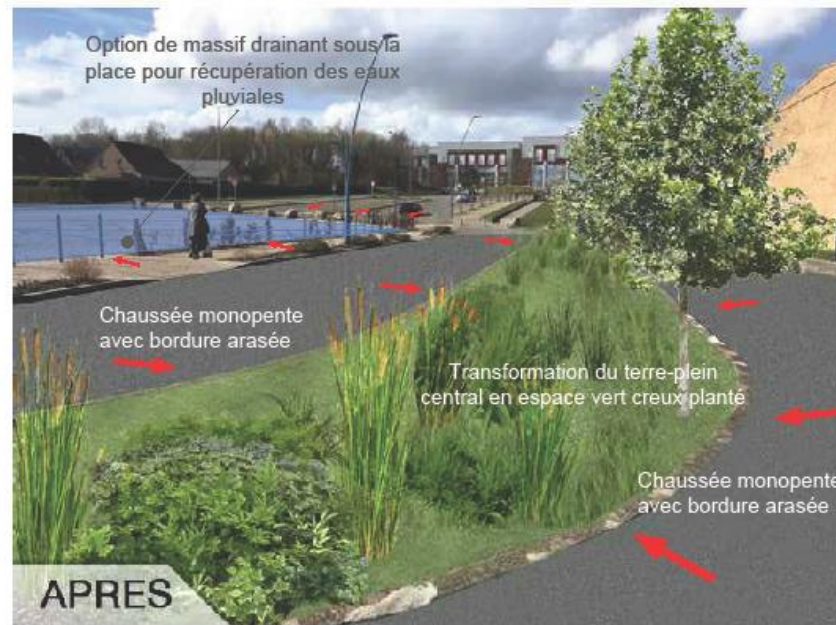 Option de massif drainant sous la
place pour récupération des eaux
pluviales
Chaussée monopente
avec bordure arasée
Transformation du terre-plein
central en espace vert creux planté
Chaussée monopente
avec bordure arasée
APRES